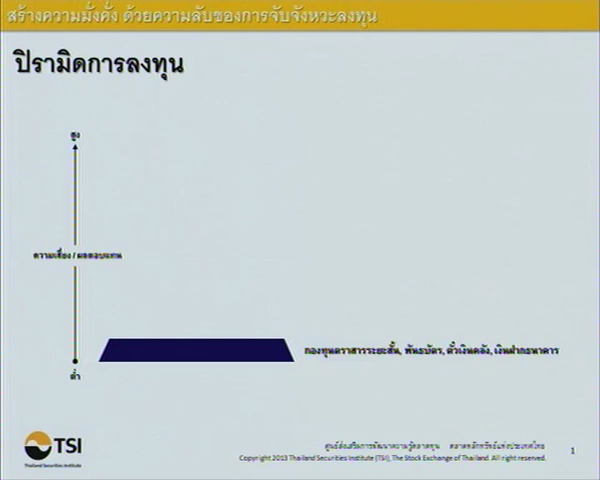 สร้างความมั่งคั่ง ด้วยความลับของการจับจังหวะลงทุน
ปิรามิดการลงทุน
สูง
ความเสี่ยง / ผลตอบแทน
กองทุนตราสารระยะสั้น, พันธบัตร, ตั๋วเงินคลัง, เงินฝากธนาคาร
ต่ำ
TSI
Thailand Securities Institute
ศูนย์ส่งเสริมการพัฒนาความรู้ตลาดทุน ตลาดหลักทรัพย์แห่งประเทศไทย
Copyright 2013 Thailand Securities Institute (TSI), The Stock Exchange of Thailand. All right reserved.
1